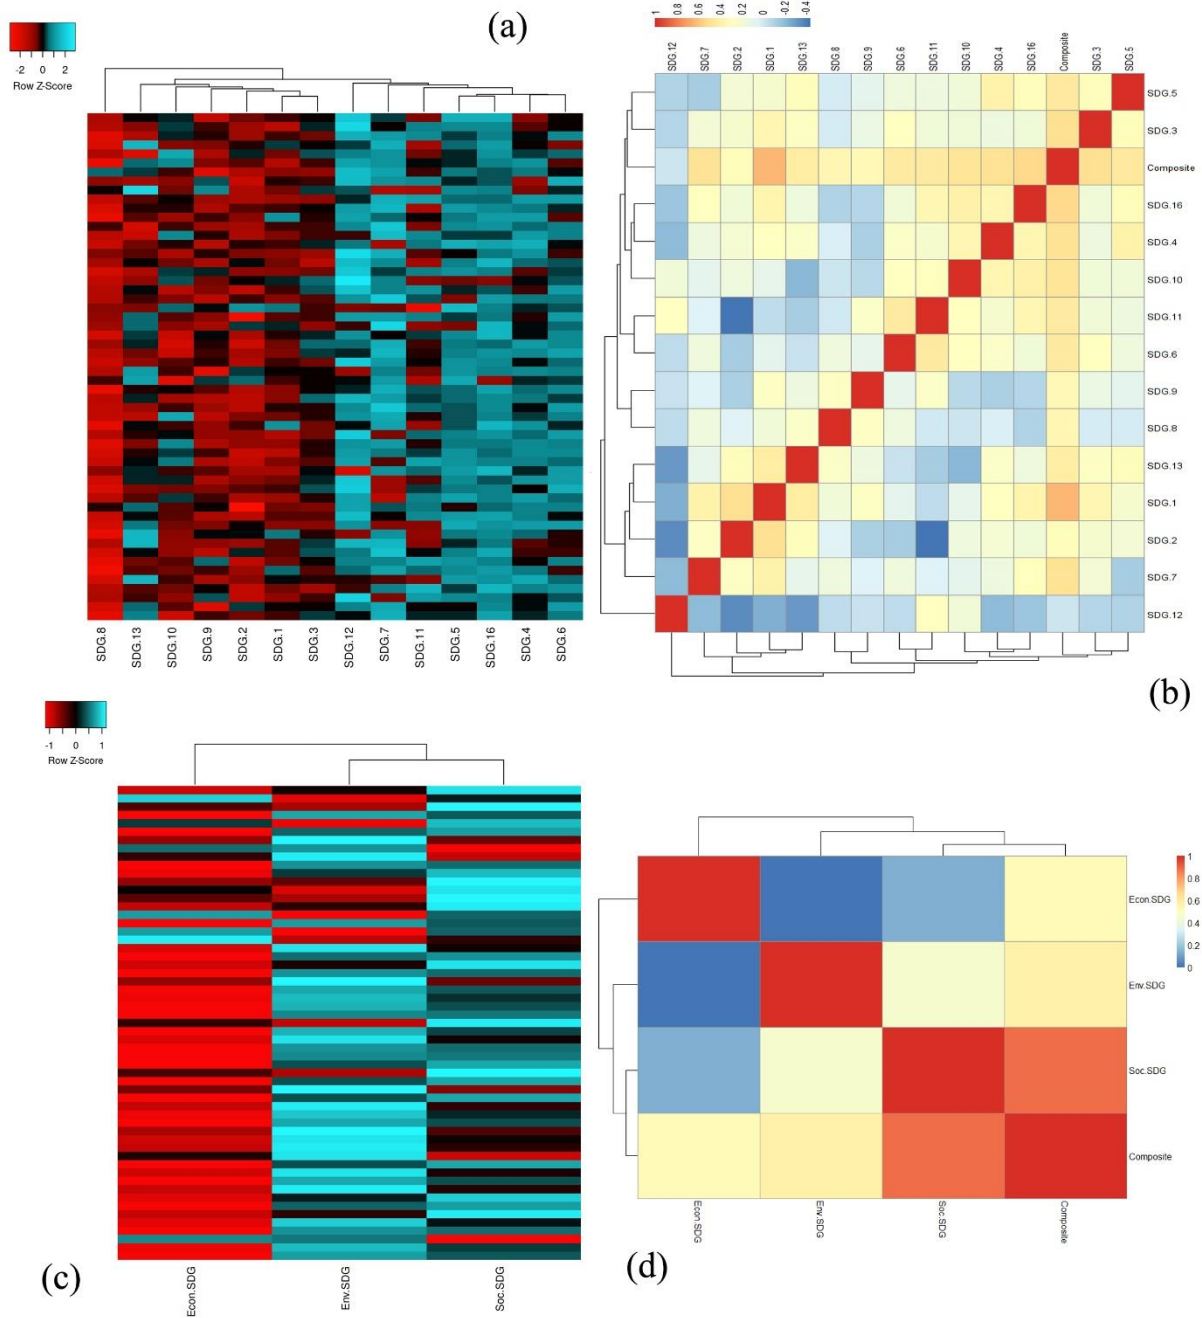 (a)
-2 0 2
Row Z-Score
SDG.8 SDG.13 SDG.10 SDG.9 SDG.2 SDG.1 SDG.3 SDG.12 SDG.7 SDG.11 SDG.5 SDG.16 SDG.4 SDG.6
1 0.8 0.6 0.4 0.2 0 -0.2 -0.4
SDG.12 SDG.7 SDG.2 SDG.1 SDG.13 SDG.8 SDG.9 SDG.6 SDG.11 SDG.10 SDG.4 SDG.16 Composite SDG.3 SDG.5
SDG.5
SDG.3
Composite
SDG.16
SDG.4
SDG.10
SDG.11
SDG.6
SDG.9
SDG.8
SDG.13
SDG.1
SDG.2
SDG.7
SDG.12
(b)
-1 0 1
Row Z-Score
Econ.SDG Env.SDG Soc.SDG
(c)
1
0.8
0.6
0.4
0.2
0
Econ.SDG
Env.SDG
Soc.SDG
Composite
Econ.SDG Env.SDG Soc.SDG Composite
(d)